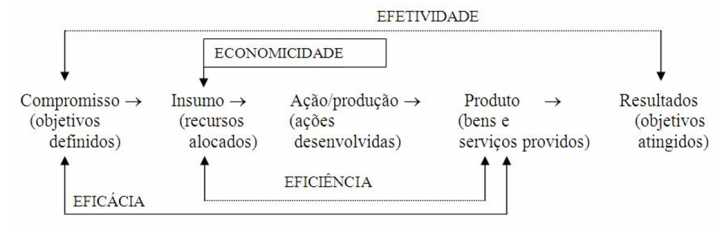 EFETIVIDADE
ECONOMICIDADE
Compromisso → Insumo → Ação/produção → Produto → Resultados
(objetivos (recursos (ações (bens e (objetivos
definidos) alocados) desenvolvidas) serviços providos) atingidos)
EFICIÊNCIA
EFICÁCIA